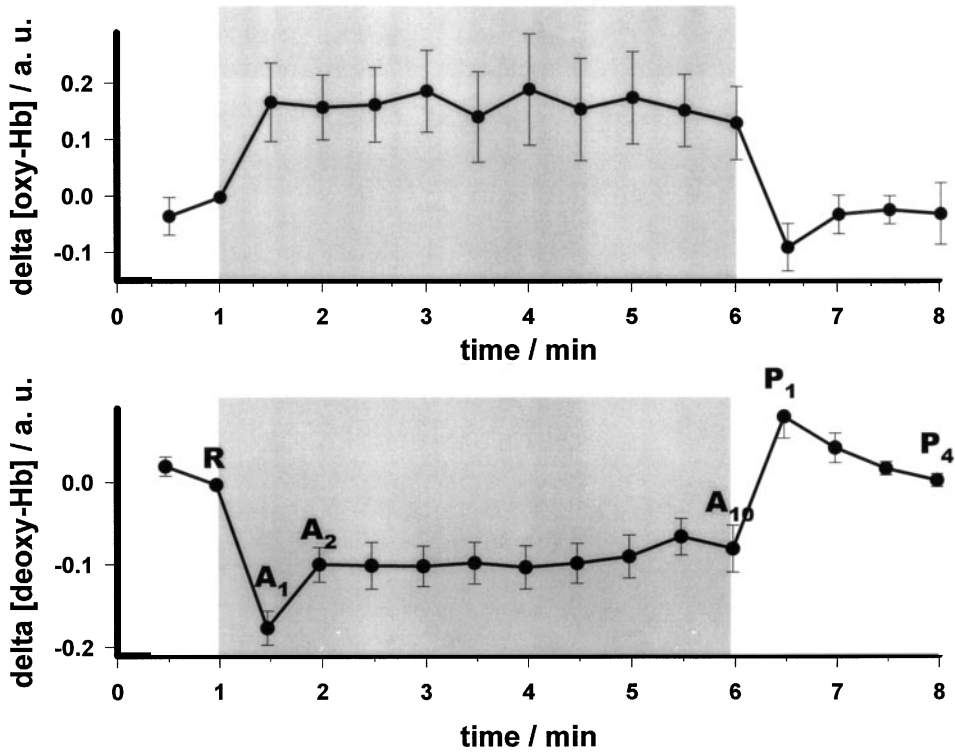 delta [oxy-Hb] / a. u.
0.2
0.1
0.0
-0.1
0 1 2 3 4 5 6 7 8
time / min
delta [deoxy-Hb] / a. u.
0.0
-0.1
-0.2
R
A1
A2
A10
P1
P4
0 1 2 3 4 5 6 7 8
time / min